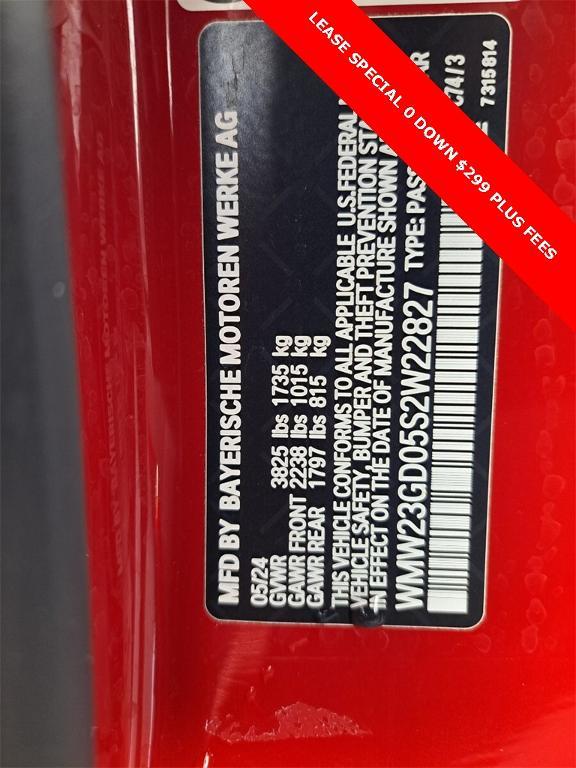 LEASE SPECIAL 0 DOWN $299 PLUS FEES
MFD BY BAYERISCHE MOTOREN WERKE AG
05/24
GVWR 3825 lbs 1735 kg
GAWR FRONT 2238 lbs 1015 kg
GAWR REAR 1797 lbs 815 kg
THIS VEHICLE CONFORMS TO ALL APPLICABLE U.S.FEDERAL
VEHICLE SAFETY, BUMPER AND THEFT PREVENTION
IN EFFECT ON THE DATE OF MANUFACTURE SHOWN
WMW23GD05S2W22827 TYPE:
C74/3
7315814